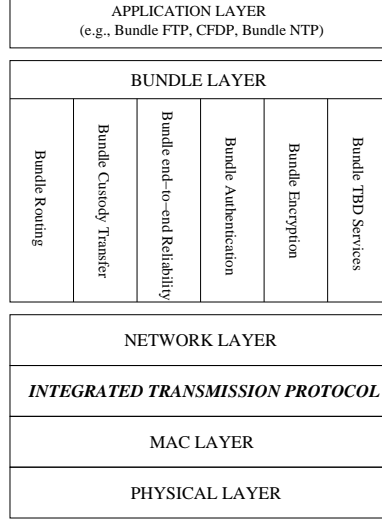 APPLICATION LAYER
(e.g., Bundle FTP, CFDP, Bundle NTP)
BUNDLE LAYER
Bundle Routing
Bundle Custody Transfer
Bundle end-to-end Reliability
Bundle Authentication
Bundle Encryption
Bundle TBD Services
NETWORK LAYER
INTEGRATED TRANSMISSION PROTOCOL
MAC LAYER
PHYSICAL LAYER